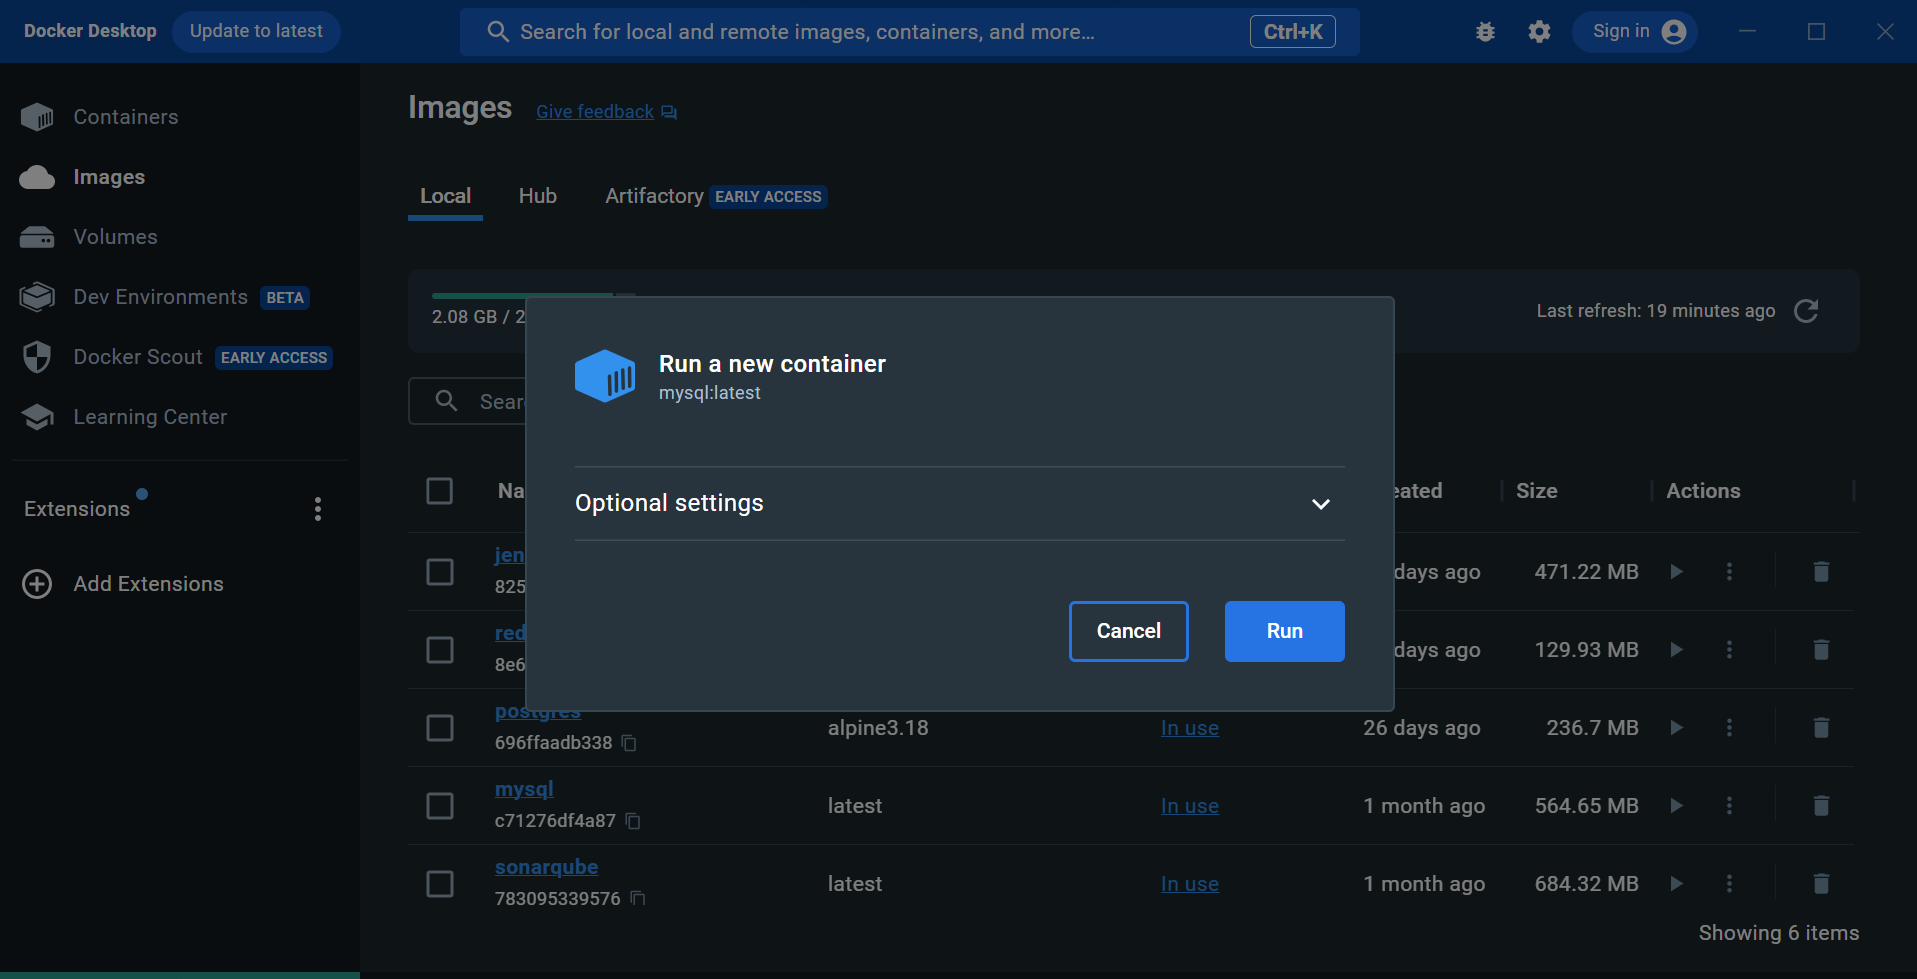 Docker Desktop Update to latest Search for local and remote images, containers, and more... Ctrl+K Sign in
Containers
Images
Volumes
Dev Environments BETA
Docker Scout EARLY ACCESS
Learning Center
Extensions
Add Extensions
Images Give feedback
Local Hub Artifactory EARLY ACCESS
2.08 GB / 2 Last refresh: 19 minutes ago
Sear
Run a new container
mysql:latest
Optional settings
Cancel Run
Na eated Size Actions
jen days ago 471.22 MB
825
red days ago 129.93 MB
8e6
postgres alpine3.18 In use 26 days ago 236.7 MB
696ffaadb338
mysql latest In use 1 month ago 564.65 MB
c71276df4a87
sonarqube latest In use 1 month ago 684.32 MB
783095339576
Showing 6 items